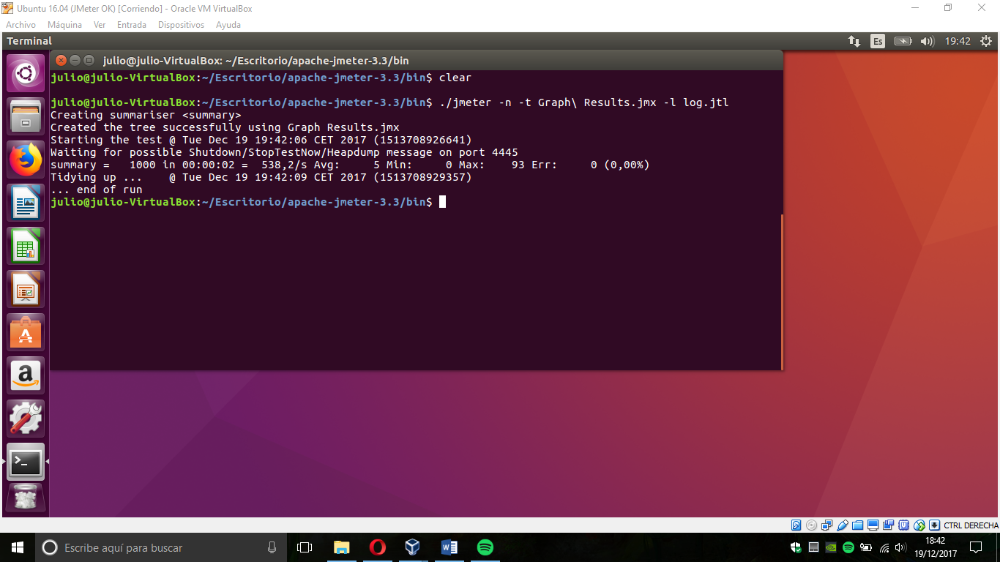 Ubuntu 16.04 (JMeter OK) [Corriendo] - Oracle VM VirtualBox
Archivo Máquina Ver Entrada Dispositivos Ayuda
Terminal Es 19:42
julio@julio-VirtualBox: ~/Escritorio/apache-jmeter-3.3/bin
julio@julio-VirtualBox:~/Escritorio/apache-jmeter-3.3/bin$ clear
julio@julio-VirtualBox:~/Escritorio/apache-jmeter-3.3/bin$ ./jmeter -n -t Graph\ Results.jmx -l log.jtl
Creating summariser <summary>
Created the tree successfully using Graph Results.jmx
Starting the test @ Tue Dec 19 19:42:06 CET 2017 (1513708926641)
Waiting for possible Shutdown/StopTestNow/Heapdump message on port 4445
summary =   1000 in 00:00:02 =  538,2/s Avg:     5 Min:     0 Max:    93 Err:     0 (0,00%)
Tidying up ...    @ Tue Dec 19 19:42:09 CET 2017 (1513708929357)
... end of run
julio@julio-VirtualBox:~/Escritorio/apache-jmeter-3.3/bin$
CTRL DERECHA
Escribe aquí para buscar
18:42
19/12/2017